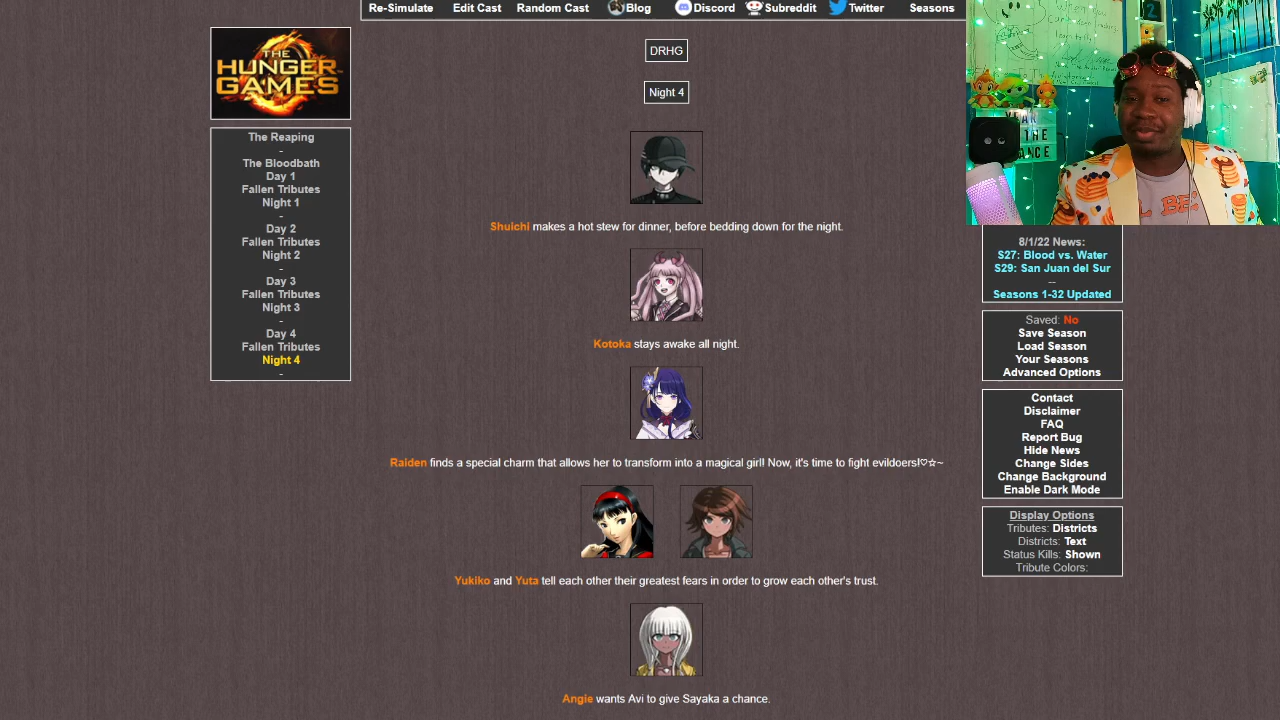 Re-Simulate Edit Cast Random Cast Blog Discord Subreddit Twitter Seasons
THE
HUNGER
GAMES
DRHG
Night 4
The Reaping
-
The Bloodbath
Day 1
Fallen Tributes
Night 1
-
Day 2
Fallen Tributes
Night 2
-
Day 3
Fallen Tributes
Night 3
-
Day 4
Fallen Tributes
Night 4
-
Shuichi makes a hot stew for dinner, before bedding down for the night.
Kotoka stays awake all night.
Raiden finds a special charm that allows her to transform into a magical girl! Now, it's time to fight evildoers!♡☆~
Yukiko and Yuta tell each other their greatest fears in order to grow each other's trust.
Angie wants Avi to give Sayaka a chance.
8/1/22 News:
S27: Blood vs. Water
S29: San Juan del Sur
--
Seasons 1-32 Updated
Saved: No
Save Season
Load Season
Your Seasons
Advanced Options
Contact
Disclaimer
FAQ
Report Bug
Hide News
Change Sides
Change Background
Enable Dark Mode
Display Options
Tributes: Districts
Districts: Text
Status Kills: Shown
Tribute Colors: